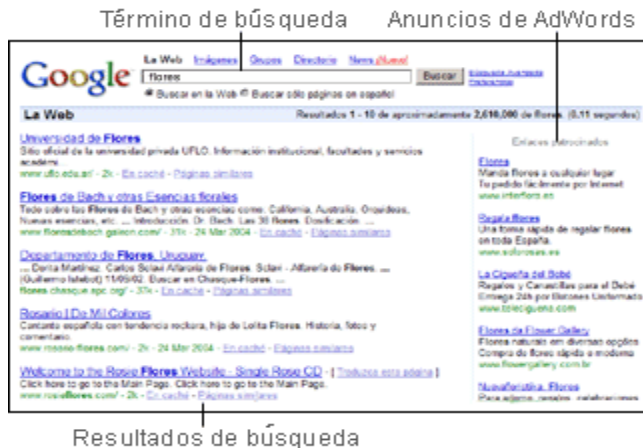 Término de búsqueda
Anuncios de AdWords
Google
La Web Imágenes Grupos Directorio News ¡Nuevo!
flores
Buscar
Búsqueda Avanzada
Preferencias
Buscar en la Web Buscar sólo páginas en español
La Web
Resultados 1 - 10 de aproximadamente 2,610,000 de flores. (0.11 segundos)
Universidad de Flores
Sitio oficial de la universidad privada UFLO. Información institucional, facultades y servicios
académi.
www.uflo.edu.ar/ - 2k - En caché - Páginas similares
Flores de Bach y otras Esencias florales
Todo sobre las Flores de Bach y otras esencias como: California, Australia, Orquídeas,
Nuevas esencias, etc. ... Introducción. Dr. Bach. Las 38 flores. Dosificación. ...
www.floresdebach.galeon.com/ - 31k - 24 Mar 2004 - En caché - Páginas similares
Departamento de Flores, Uruguay.
... Dorita Martínez. Carlos Sclavi Alfarería de Flores. Sclavi - Alfarería de Flores. ...
(Guillermo Istebot) 11/05/02. Buscar en Chasque-Flores. ...
flores.chasque.apc.org/ - 37k - En caché - Páginas similares
Rosario | De Mil Colores
Cantante española con tendencia rockera, hija de Lolita Flores. Historia, fotos y
comentario.
www.rosario-flores.com/ - 2k - 24 Mar 2004 - En caché - Páginas similares
Welcome to the Rosie Flores Website - Single Rose CD - [ Traduzca esta página ]
Click here to go to the Main Page. Click here to go to the Main Page.
www.rosieflores.com/ - 2k - En caché - Páginas similares
Enlaces patrocinados
Flores
Manda flores a cualquier lugar
Tu pedido fácilmente por Internet
www.interflora.es
Regala flores
Una forma rápida de regalar flores
en toda España.
www.solorosas.es
La Cigueña del Bebé
Regalos y Canastillas para el Bebé
Entrega 24h por Botones Uniformado
www.lacigueña.com
Flores da Flower Gallery
Flores naturais em diversas opções
Compra de flores rápida e moderna
www.flowergallery.com.br
Nuevafloristika, Flores
Para adorno, regalos, celebraciones
Resultados de búsqueda